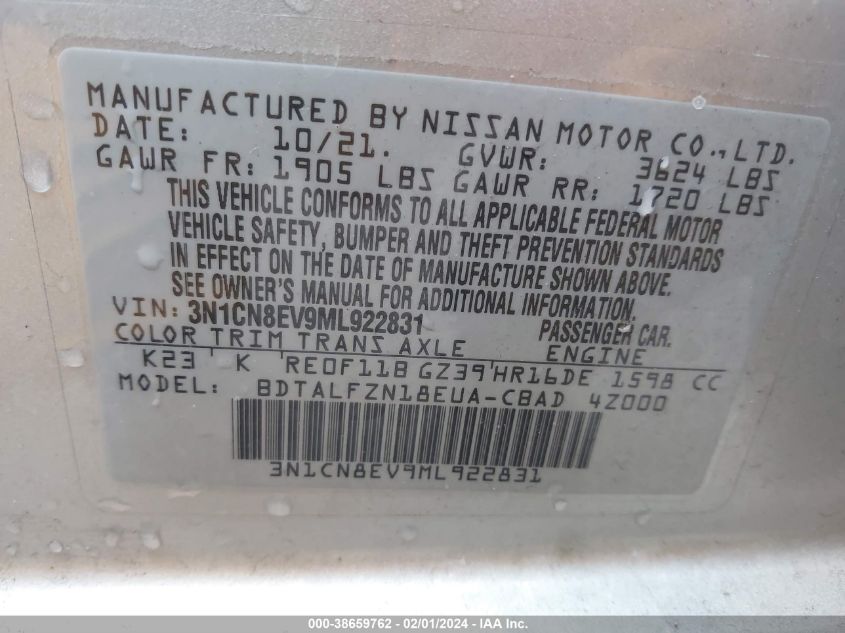 MANUFACTURED BY NISSAN MOTOR CO.,LTD.
DATE: 10/21. GVWR: 3624 LBS
GAWR FR: 1905 LBS GAWR RR: 1720 LBS
THIS VEHICLE CONFORMS TO ALL APPLICABLE FEDERAL MOTOR
VEHICLE SAFETY, BUMPER AND THEFT PREVENTION STANDARDS
IN EFFECT ON THE DATE OF MANUFACTURE SHOWN ABOVE.
SEE OWNER'S MANUAL FOR ADDITIONAL INFORMATION.
VIN: 3N1CN8EV9ML922831 PASSENGER CAR.
COLOR TRIM TRANS AXLE ENGINE
K23 K RE0F11B GZ39 HR16DE 1598 CC
MODEL: BDTALFZN18EUA-CBAD 4Z000
3N1CN8EV9ML922831
000-38659762 / 02/01/2024 - © IAA Inc.